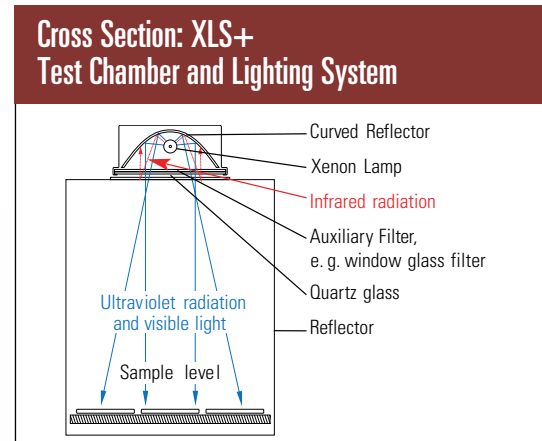 Cross Section: XLS+
Test Chamber and Lighting System
Curved Reflector
Xenon Lamp
Infrared radiation
Auxiliary Filter,
e. g. window glass filter
Quartz glass
Ultraviolet radiation
and visible light
Reflector
Sample level